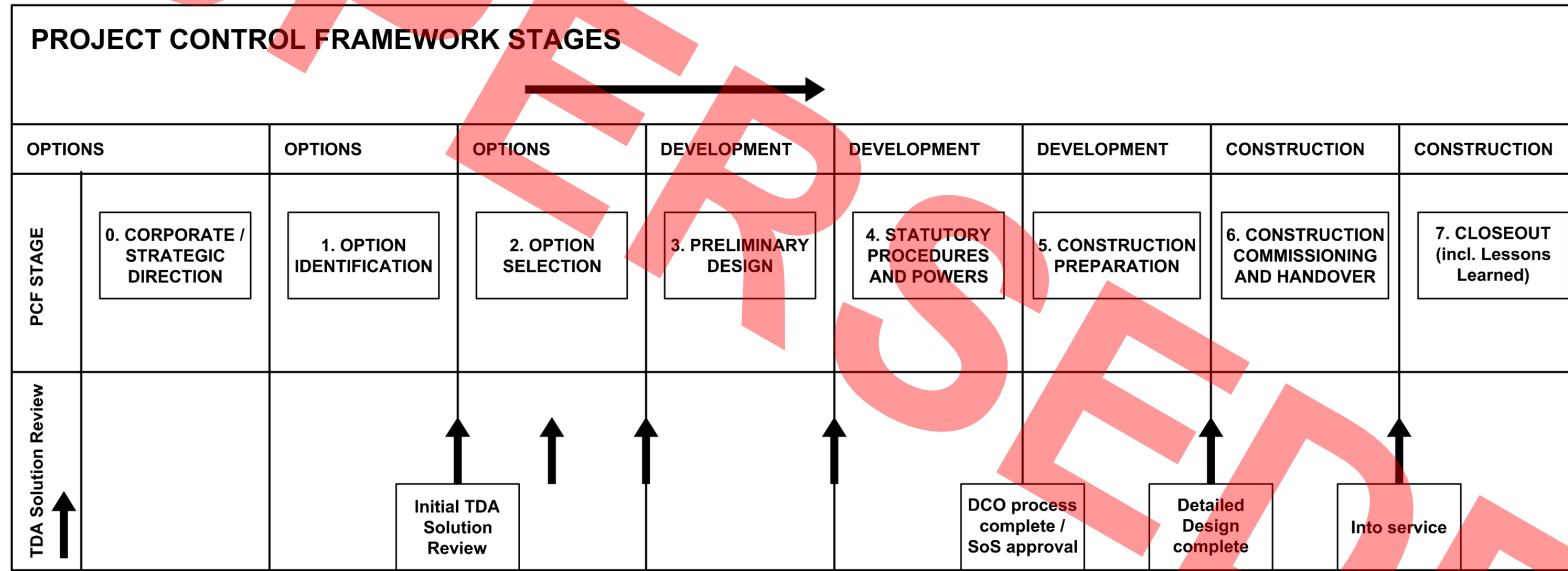 PROJECT CONTROL FRAMEWORK STAGES
OPTIONS
OPTIONS
OPTIONS
DEVELOPMENT
DEVELOPMENT
DEVELOPMENT
CONSTRUCTION
CONSTRUCTION
PCF STAGE
0. CORPORATE /
STRATEGIC
DIRECTION
1. OPTION
IDENTIFICATION
2. OPTION
SELECTION
3. PRELIMINARY
DESIGN
4. STATUTORY
PROCEDURES
AND POWERS
5. CONSTRUCTION
PREPARATION
6. CONSTRUCTION
COMMISSIONING
AND HANDOVER
7. CLOSEOUT
(incl. Lessons
Learned)
TDA Solution Review
Initial TDA
Solution
Review
DCO process
complete /
SoS approval
Detailed
Design
complete
Into service
PERSEDE